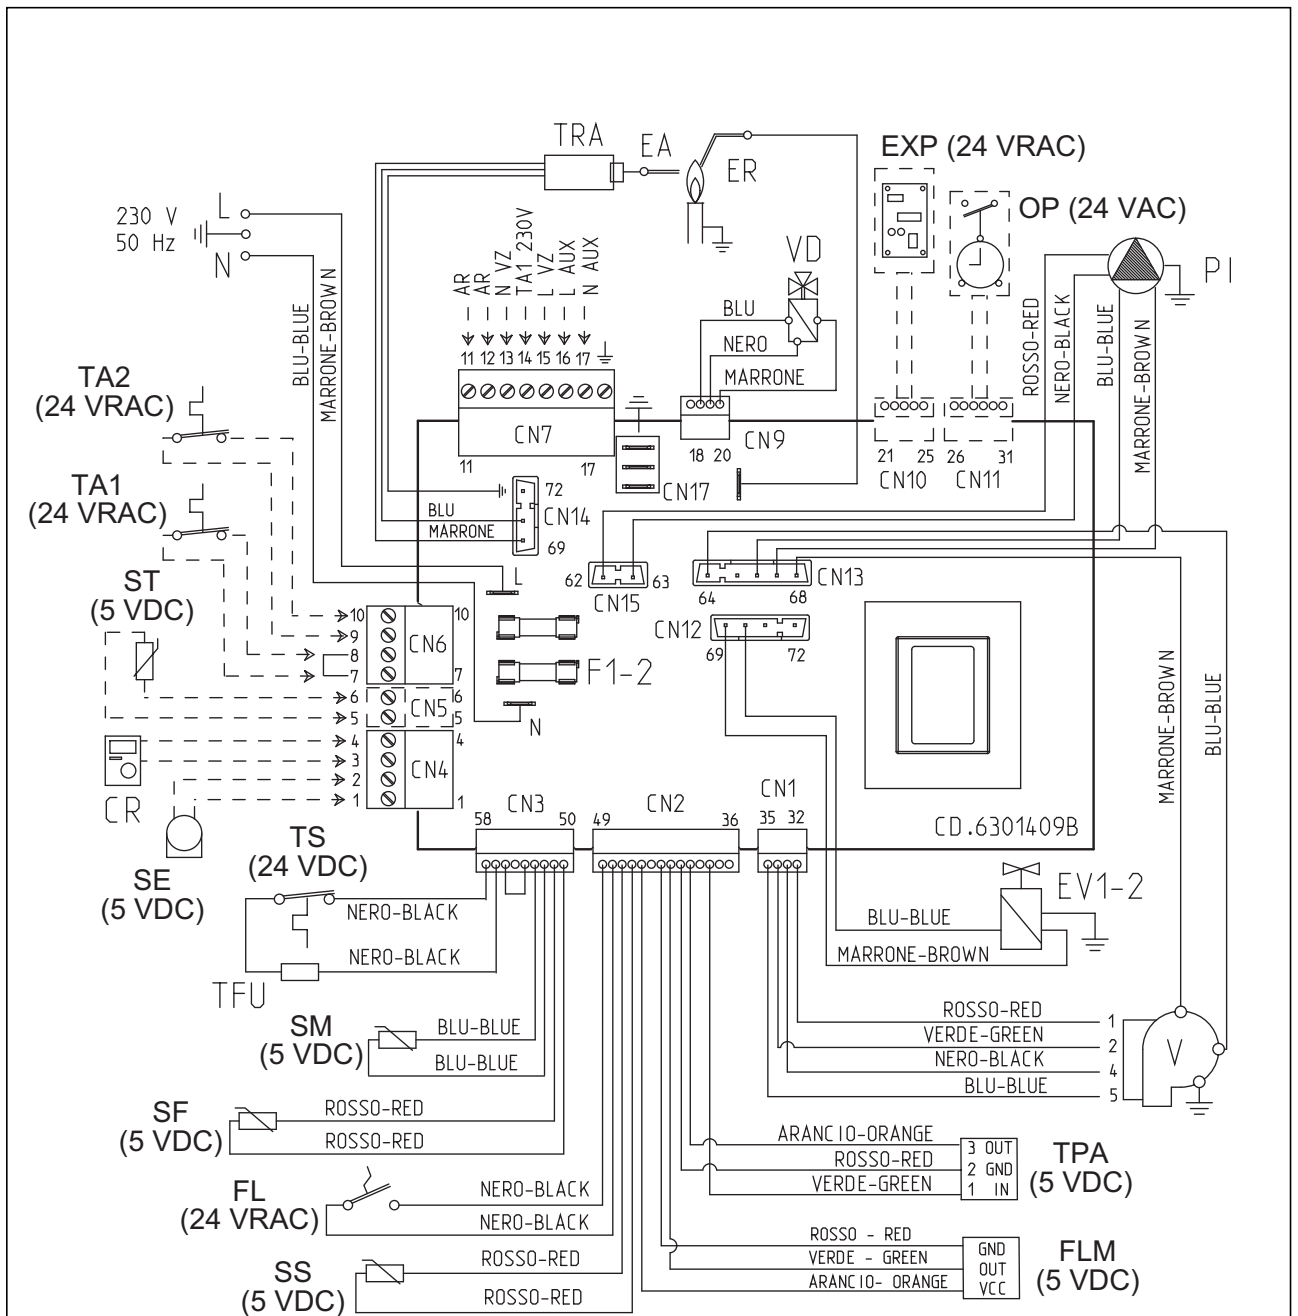 TRA
EA
ER
EXP (24 VRAC)
OP (24 VAC)
PI
230 V
50 Hz
L
N
BLU-BLUE
MARRONE-BROWN
AR
AR
N VZ
TA1 230V
L VZ
L AUX
N AUX
11 12 13 14 15 16 17
CN7
11 17
VD
BLU
NERO
MARRONE
CN9
18 20
CN17
21 25
CN10
26 31
CN11
ROSSO-RED
NERO-BLACK
BLU-BLUE
MARRONE-BROWN
TA2
(24 VRAC)
TA1
(24 VRAC)
ST
(5 VDC)
BLU
MARRONE
72
CN14
69
L
62 63
CN15
64 68
CN13
CN12
69 72
F1-2
N
10 10
9
8
7 7
CN6
6 6
5 5
CN5
4 4
3
2
1 1
CN4
CR
SE
(5 VDC)
MARRONE-BROWN
BLU-BLUE
CN3
58 50
CN2
49 36
CN1
35 32
CD.6301409B
TS
(24 VDC)
NERO-BLACK
NERO-BLACK
TFU
EV1-2
BLU-BLUE
MARRONE-BROWN
SM
(5 VDC)
BLU-BLUE
BLU-BLUE
ROSSO-RED 1
VERDE-GREEN 2
NERO-BLACK 4
BLU-BLUE 5
V
SF
(5 VDC)
ROSSO-RED
ROSSO-RED
ARANCIO-ORANGE 3 OUT
ROSSO-RED 2 GND
VERDE-GREEN 1 IN
TPA
(5 VDC)
FL
(24 VRAC)
NERO-BLACK
NERO-BLACK
ROSSO - RED GND
VERDE - GREEN OUT
ARANCIO- ORANGE VCC
FLM
(5 VDC)
SS
(5 VDC)
ROSSO-RED
ROSSO-RED